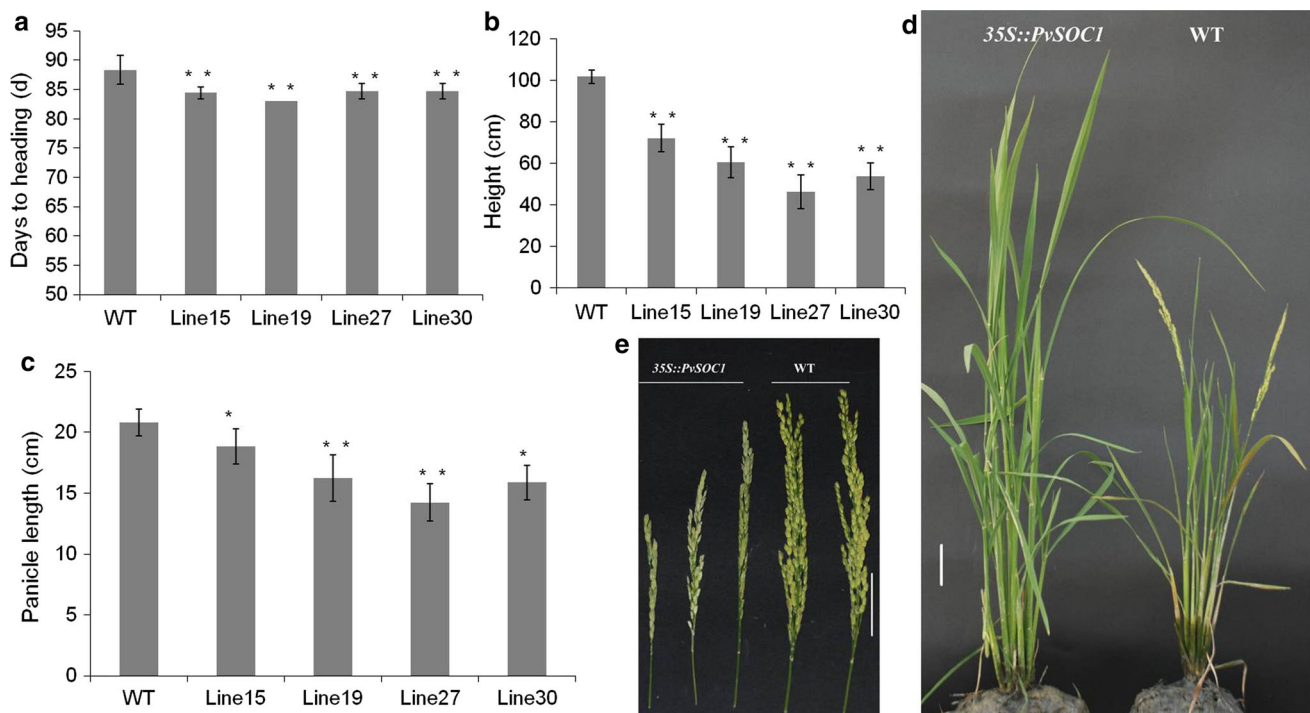 a
Days to heading (d)
95
90
85
80
75
70
65
60
55
50
* *
* *
* *
* *
WT Line15 Line19 Line27 Line30
b
Height (cm)
120
100
80
60
40
20
0
* *
* *
* *
* *
WT Line15 Line19 Line27 Line30
c
Panicle length (cm)
25
20
15
10
5
0
*
* *
* *
*
WT Line15 Line19 Line27 Line30
e
35S::PvSOC1 WT
d
35S::PvSOC1 WT